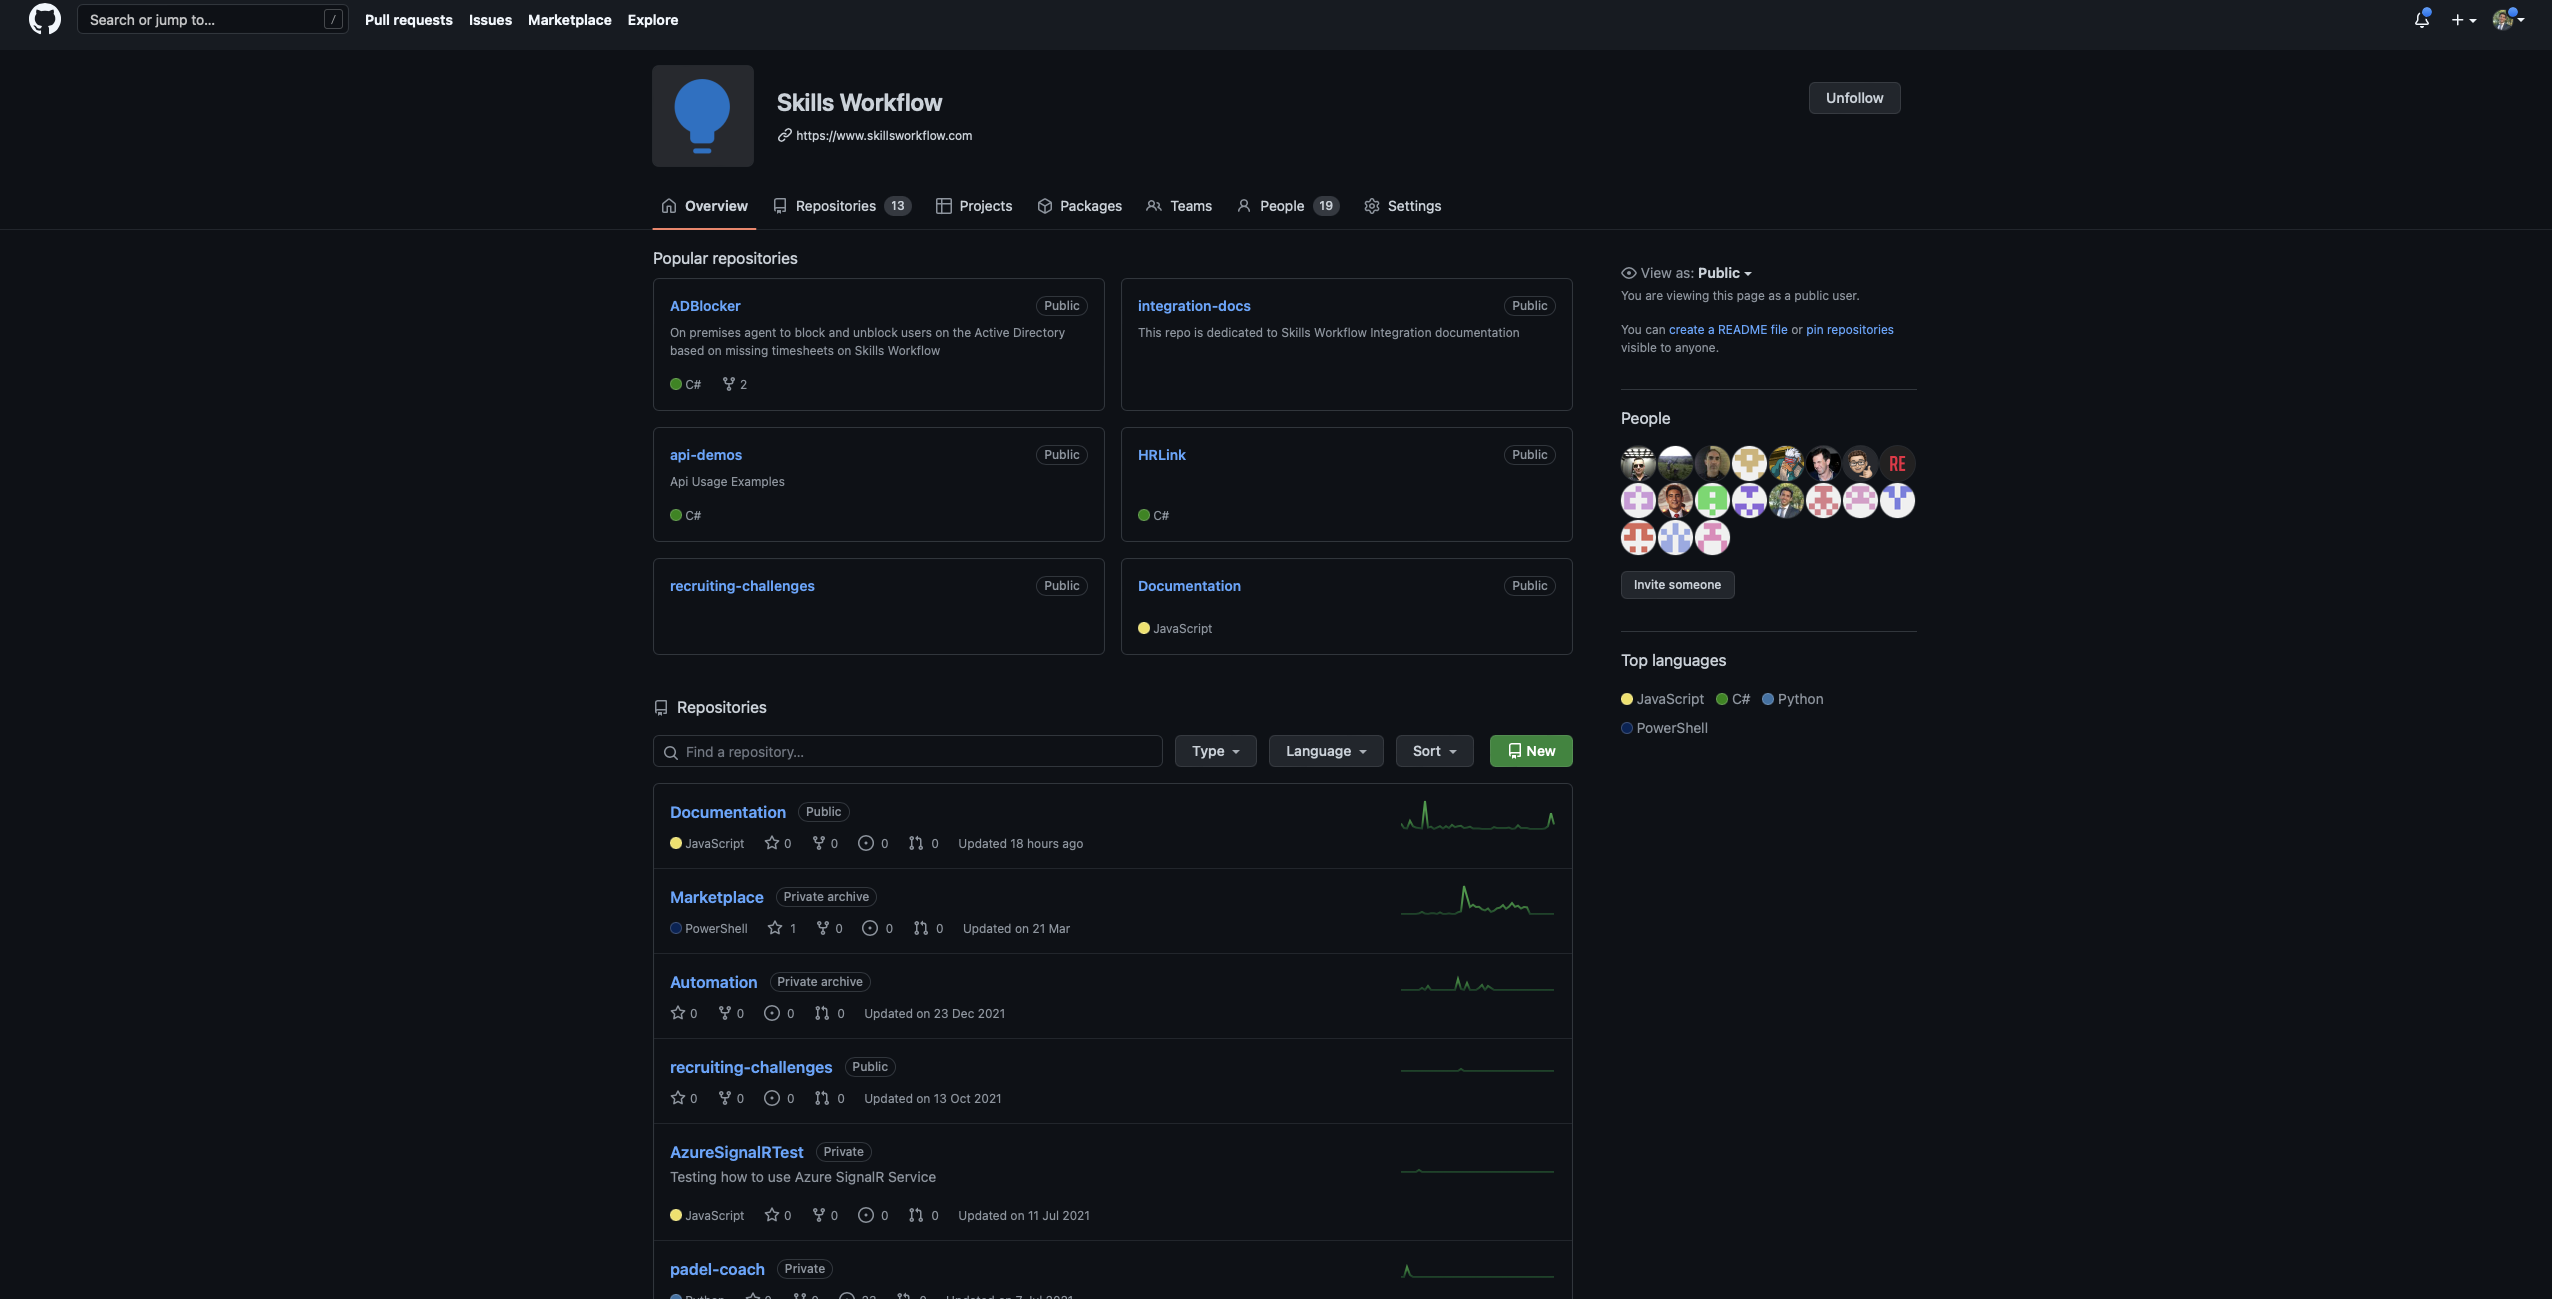 Search or jump to... /
Pull requests Issues Marketplace Explore
Skills Workflow
https://www.skillsworkflow.com
Unfollow
Overview Repositories 13 Projects Packages Teams People 19 Settings
Popular repositories
ADBlocker Public
On premises agent to block and unblock users on the Active Directory
based on missing timesheets on Skills Workflow
C# 2
integration-docs Public
This repo is dedicated to Skills Workflow Integration documentation
api-demos Public
Api Usage Examples
C#
HRLink Public
C#
recruiting-challenges Public
Documentation Public
JavaScript
View as: Public
You are viewing this page as a public user.
You can create a README file or pin repositories
visible to anyone.
People
RE
Invite someone
Top languages
JavaScript C# Python
PowerShell
Repositories
Find a repository...
Type Language Sort New
Documentation Public
JavaScript 0 0 0 0 Updated 18 hours ago
Marketplace Private archive
PowerShell 1 0 0 0 Updated on 21 Mar
Automation Private archive
0 0 0 0 Updated on 23 Dec 2021
recruiting-challenges Public
0 0 0 0 Updated on 13 Oct 2021
AzureSignalRTest Private
Testing how to use Azure SignalR Service
JavaScript 0 0 0 0 Updated on 11 Jul 2021
padel-coach Private
Python 0 0 Updated on 7 Jul 2021